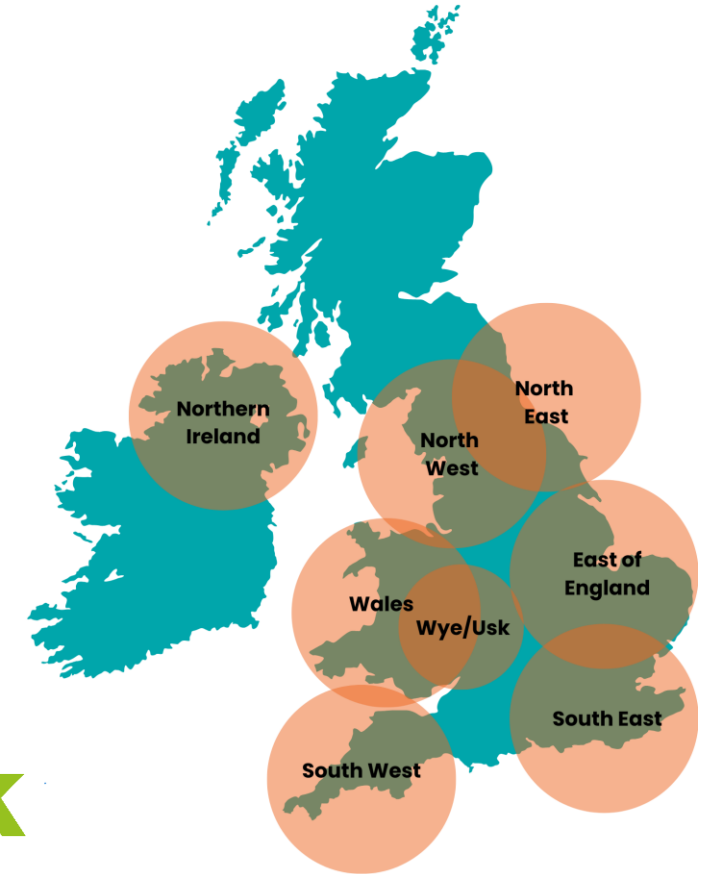 North
East
Northern
Ireland
North
West
East of
England
Wales
Wye/Usk
South East
South West